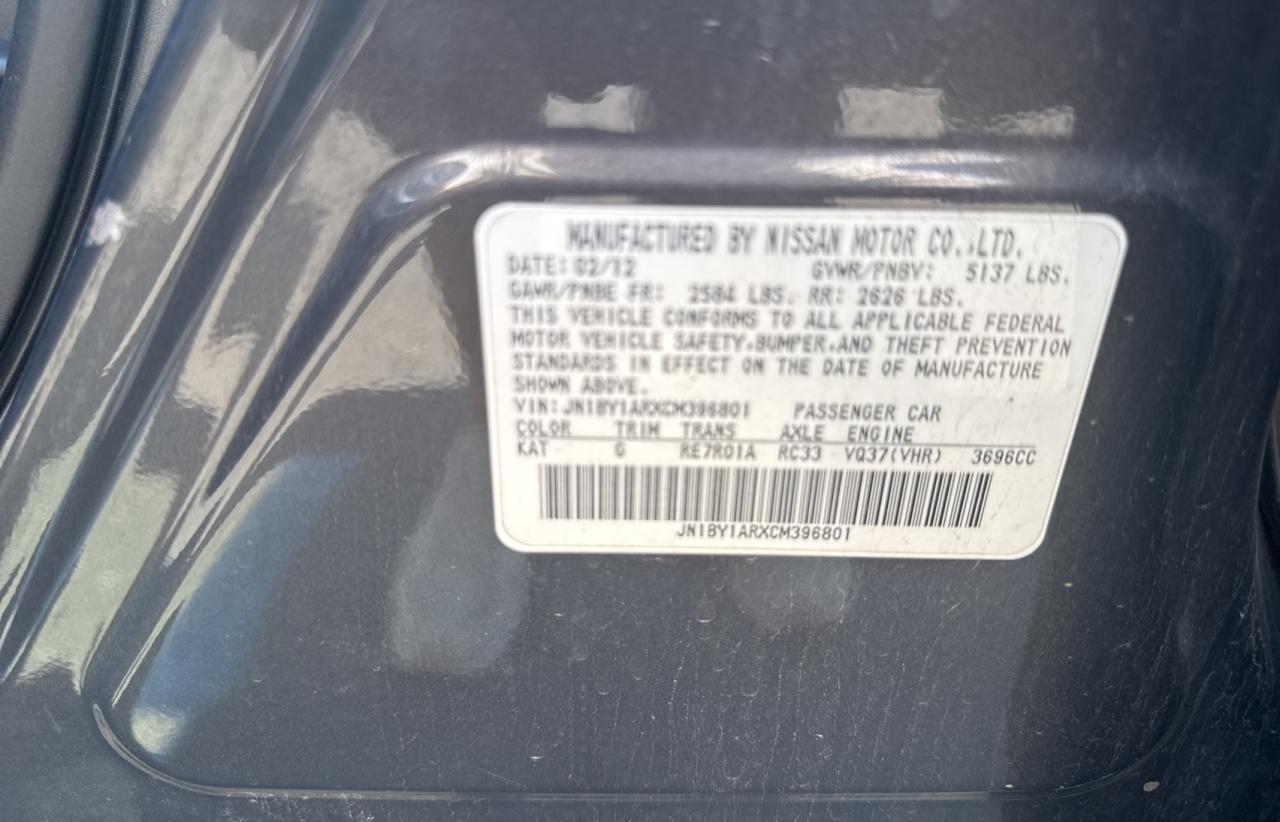 MANUFACTURED BY NISSAN MOTOR CO.,LTD.
DATE: 02/12 GVWR/PNBV: 5137 LBS.
GAWR/PNBE FR: 2584 LBS. RR: 2626 LBS.
THIS VEHICLE CONFORMS TO ALL APPLICABLE FEDERAL
MOTOR VEHICLE SAFETY,BUMPER,AND THEFT PREVENTION
STANDARDS IN EFFECT ON THE DATE OF MANUFACTURE
SHOWN ABOVE.
VIN: JN1BY1ARXCM396801 PASSENGER CAR
COLOR TRIM TRANS AXLE ENGINE
KAT G RE7R01A RC33 VQ37(VHR) 3696CC
JN1BY1ARXCM396801